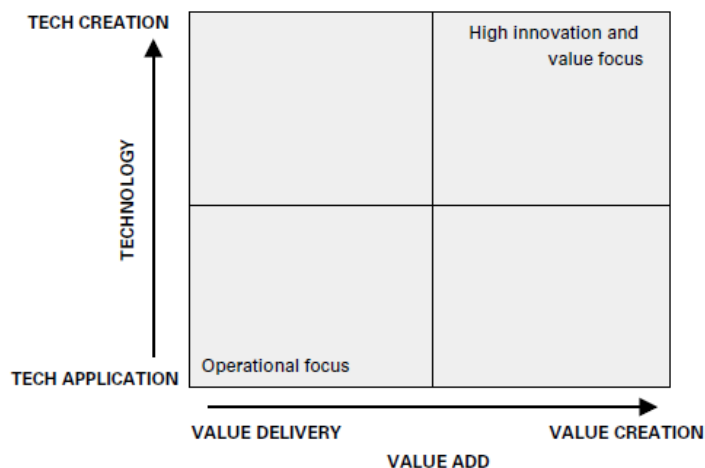 TECH CREATION
High innovation and
value focus
TECHNOLOGY
Operational focus
TECH APPLICATION
VALUE DELIVERY
VALUE CREATION
VALUE ADD